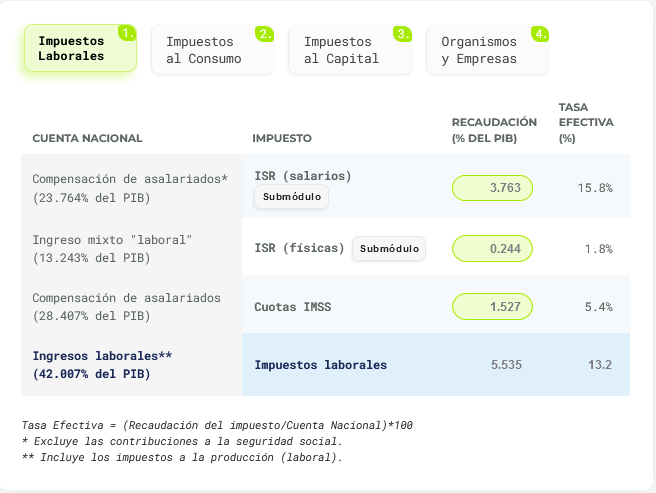 1.
Impuestos
Laborales
2.
Impuestos
al Consumo
3.
Impuestos
al Capital
4.
Organismos
y Empresas
CUENTA NACIONAL
IMPUESTO
RECAUDACIÓN
(% DEL PIB)
TASA
EFECTIVA
(%)
Compensación de asalariados*
(23.764% del PIB)
ISR (salarios)
Submódulo
3.763
15.8%
Ingreso mixto "laboral"
(13.243% del PIB)
ISR (físicas) Submódulo
0.244
1.8%
Compensación de asalariados
(28.407% del PIB)
Cuotas IMSS
1.527
5.4%
Ingresos laborales**
(42.007% del PIB)
Impuestos laborales
5.535
13.2
Tasa Efectiva = (Recaudación del impuesto/Cuenta Nacional)*100
* Excluye las contribuciones a la seguridad social.
** Incluye los impuestos a la producción (laboral).